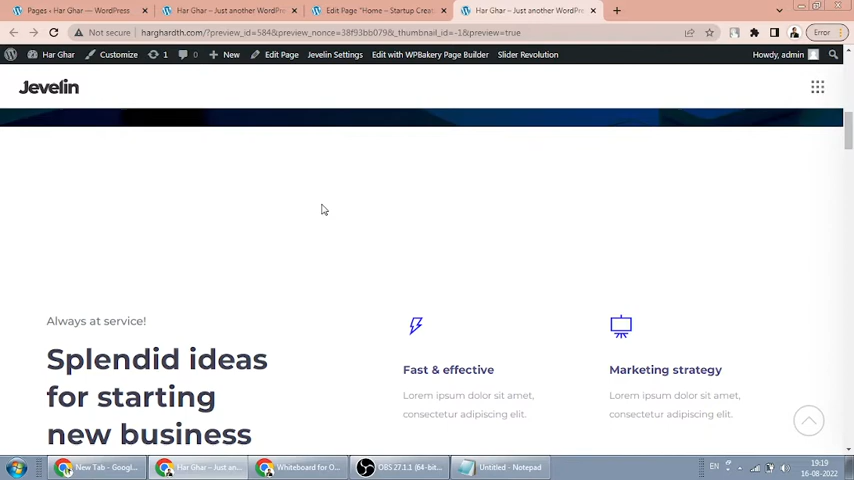 Pages ‹ Har Ghar — WordPress
Har Ghar – Just another WordPre
Edit Page "Home – Startup Creat
Har Ghar – Just another WordPre
Not secure
harghardth.com/?preview_id=584&preview_nonce=38f93bb079&_thumbnail_id=-1&preview=true
Error
Har Ghar
Customize
1
0
New
Edit Page
Jevelin Settings
Edit with WPBakery Page Builder
Slider Revolution
Howdy, admin
Jevelin
Always at service!
Splendid ideas
for starting
new business
Fast & effective
Lorem ipsum dolor sit amet,
consectetur adipiscing elit.
Marketing strategy
Lorem ipsum dolor sit amet,
consectetur adipiscing elit.
New Tab - Googl...
Har Ghar – Just an...
Whiteboard for O...
OBS 27.1.1 (64-bit...
Untitled - Notepad
EN
19:19
16-08-2022